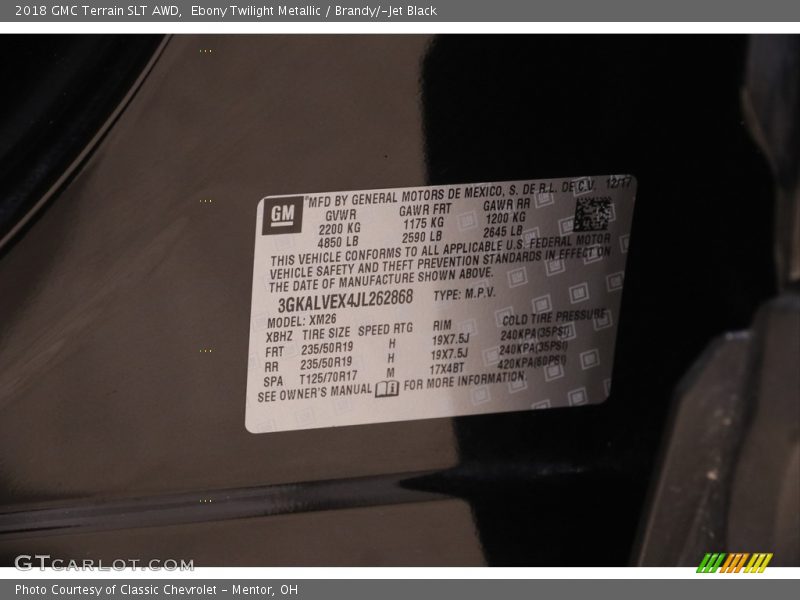 2018 GMC Terrain SLT AWD,  Ebony Twilight Metallic / Brandy/­Jet Black
GM
MFD BY GENERAL MOTORS DE MEXICO, S. DE R.L. DE C.V. 12/17
GVWR GAWR FRT GAWR RR
2200 KG 1175 KG 1200 KG
4850 LB 2590 LB 2645 LB
THIS VEHICLE CONFORMS TO ALL APPLICABLE U.S. FEDERAL MOTOR
VEHICLE SAFETY AND THEFT PREVENTION STANDARDS IN EFFECT ON
THE DATE OF MANUFACTURE SHOWN ABOVE.
3GKALVEX4JL262868 TYPE: M.P.V.
MODEL: XM26
XBHZ TIRE SIZE SPEED RTG RIM COLD TIRE PRESSURE
FRT 235/50R19 H 19X7.5J 240KPA(35PSI)
RR 235/50R19 H 19X7.5J 240KPA(35PSI)
SPA T125/70R17 M 17X4BT 420KPA(60PSI)
SEE OWNER'S MANUAL FOR MORE INFORMATION
GTCARLOT.COM
Photo Courtesy of Classic Chevrolet - Mentor, OH